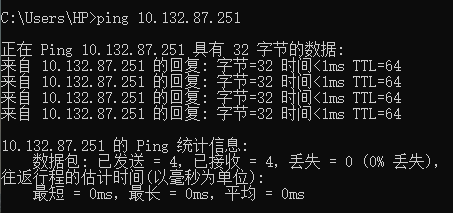 C:\Users\HP>ping 10.132.87.251
正在 Ping 10.132.87.251 具有 32 字节的数据:
来自 10.132.87.251 的回复: 字节=32 时间<1ms TTL=64
来自 10.132.87.251 的回复: 字节=32 时间<1ms TTL=64
来自 10.132.87.251 的回复: 字节=32 时间<1ms TTL=64
来自 10.132.87.251 的回复: 字节=32 时间<1ms TTL=64
10.132.87.251 的 Ping 统计信息:
数据包: 已发送 = 4，已接收 = 4，丢失 = 0 (0% 丢失)，
往返行程的估计时间(以毫秒为单位):
最短 = 0ms，最长 = 0ms，平均 = 0ms